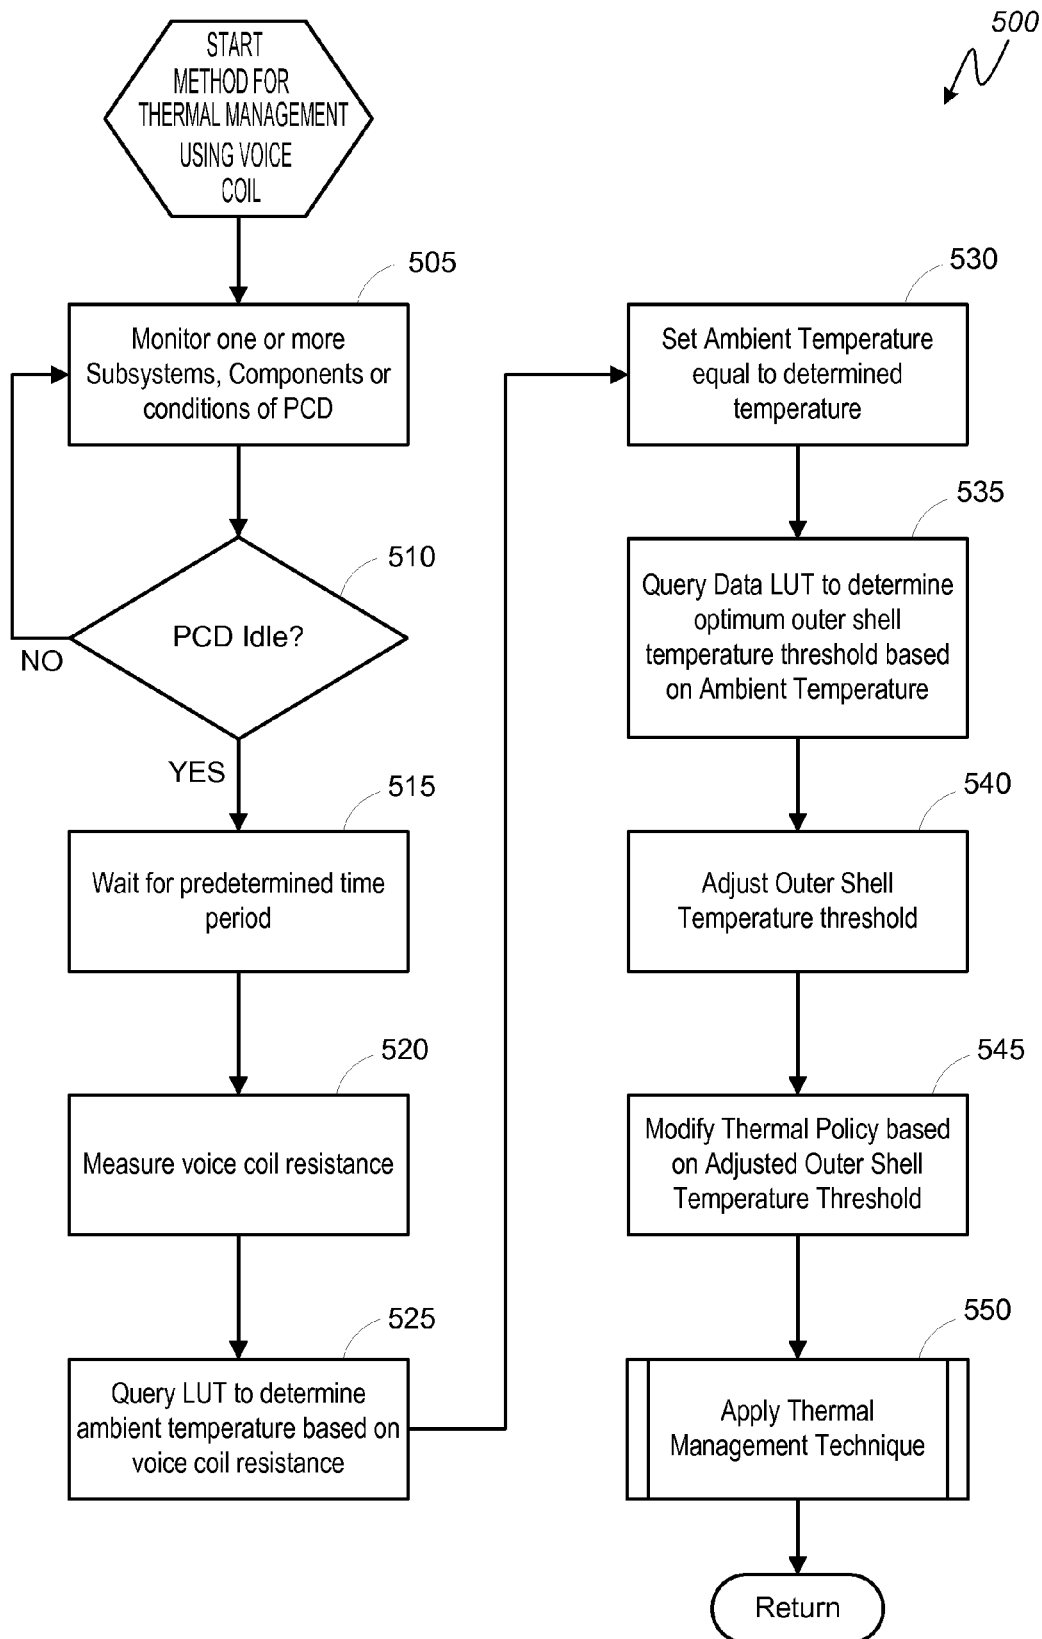 500
START
METHOD FOR
THERMAL MANAGEMENT
USING VOICE
COIL
505
Monitor one or more
Subsystems, Components or
conditions of PCD
510
PCD Idle?
NO
YES
515
Wait for predetermined time
period
520
Measure voice coil resistance
525
Query LUT to determine
ambient temperature based on
voice coil resistance
530
Set Ambient Temperature
equal to determined
temperature
535
Query Data LUT to determine
optimum outer shell
temperature threshold based
on Ambient Temperature
540
Adjust Outer Shell
Temperature threshold
545
Modify Thermal Policy based
on Adjusted Outer Shell
Temperature Threshold
550
Apply Thermal
Management Technique
Return